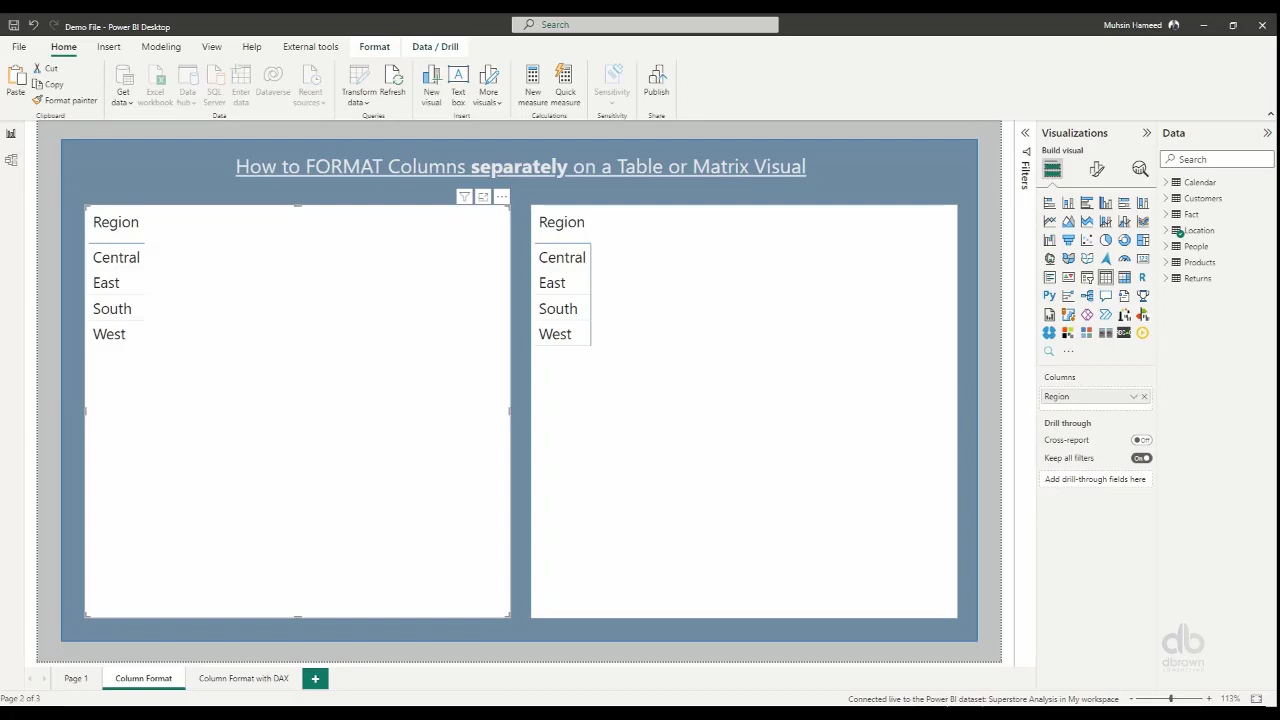 Demo File - Power BI Desktop
Search
Muhsin Hameed
File
Home
Insert
Modeling
View
Help
External tools
Format
Data / Drill
Paste
Cut
Copy
Format painter
Clipboard
Get data
Excel workbook
Data hub
SQL Server
Enter data
Dataverse
Recent sources
Data
Transform data
Refresh
Queries
New visual
Text box
More visuals
Insert
New measure
Quick measure
Calculations
Sensitivity
Sensitivity
Publish
Share
How to FORMAT Columns separately on a Table or Matrix Visual
Region
Central
East
South
West
Region
Central
East
South
West
Filters
Visualizations
Build visual
Columns
Region
Drill through
Cross-report
Off
Keep all filters
On
Add drill-through fields here
Data
Search
Calendar
Customers
Fact
Location
People
Products
Returns
db
dbrown
Page 1
Column Format
Column Format with DAX
Page 2 of 3
Connected live to the Power BI dataset: Superstore Analysis in My workspace
113%